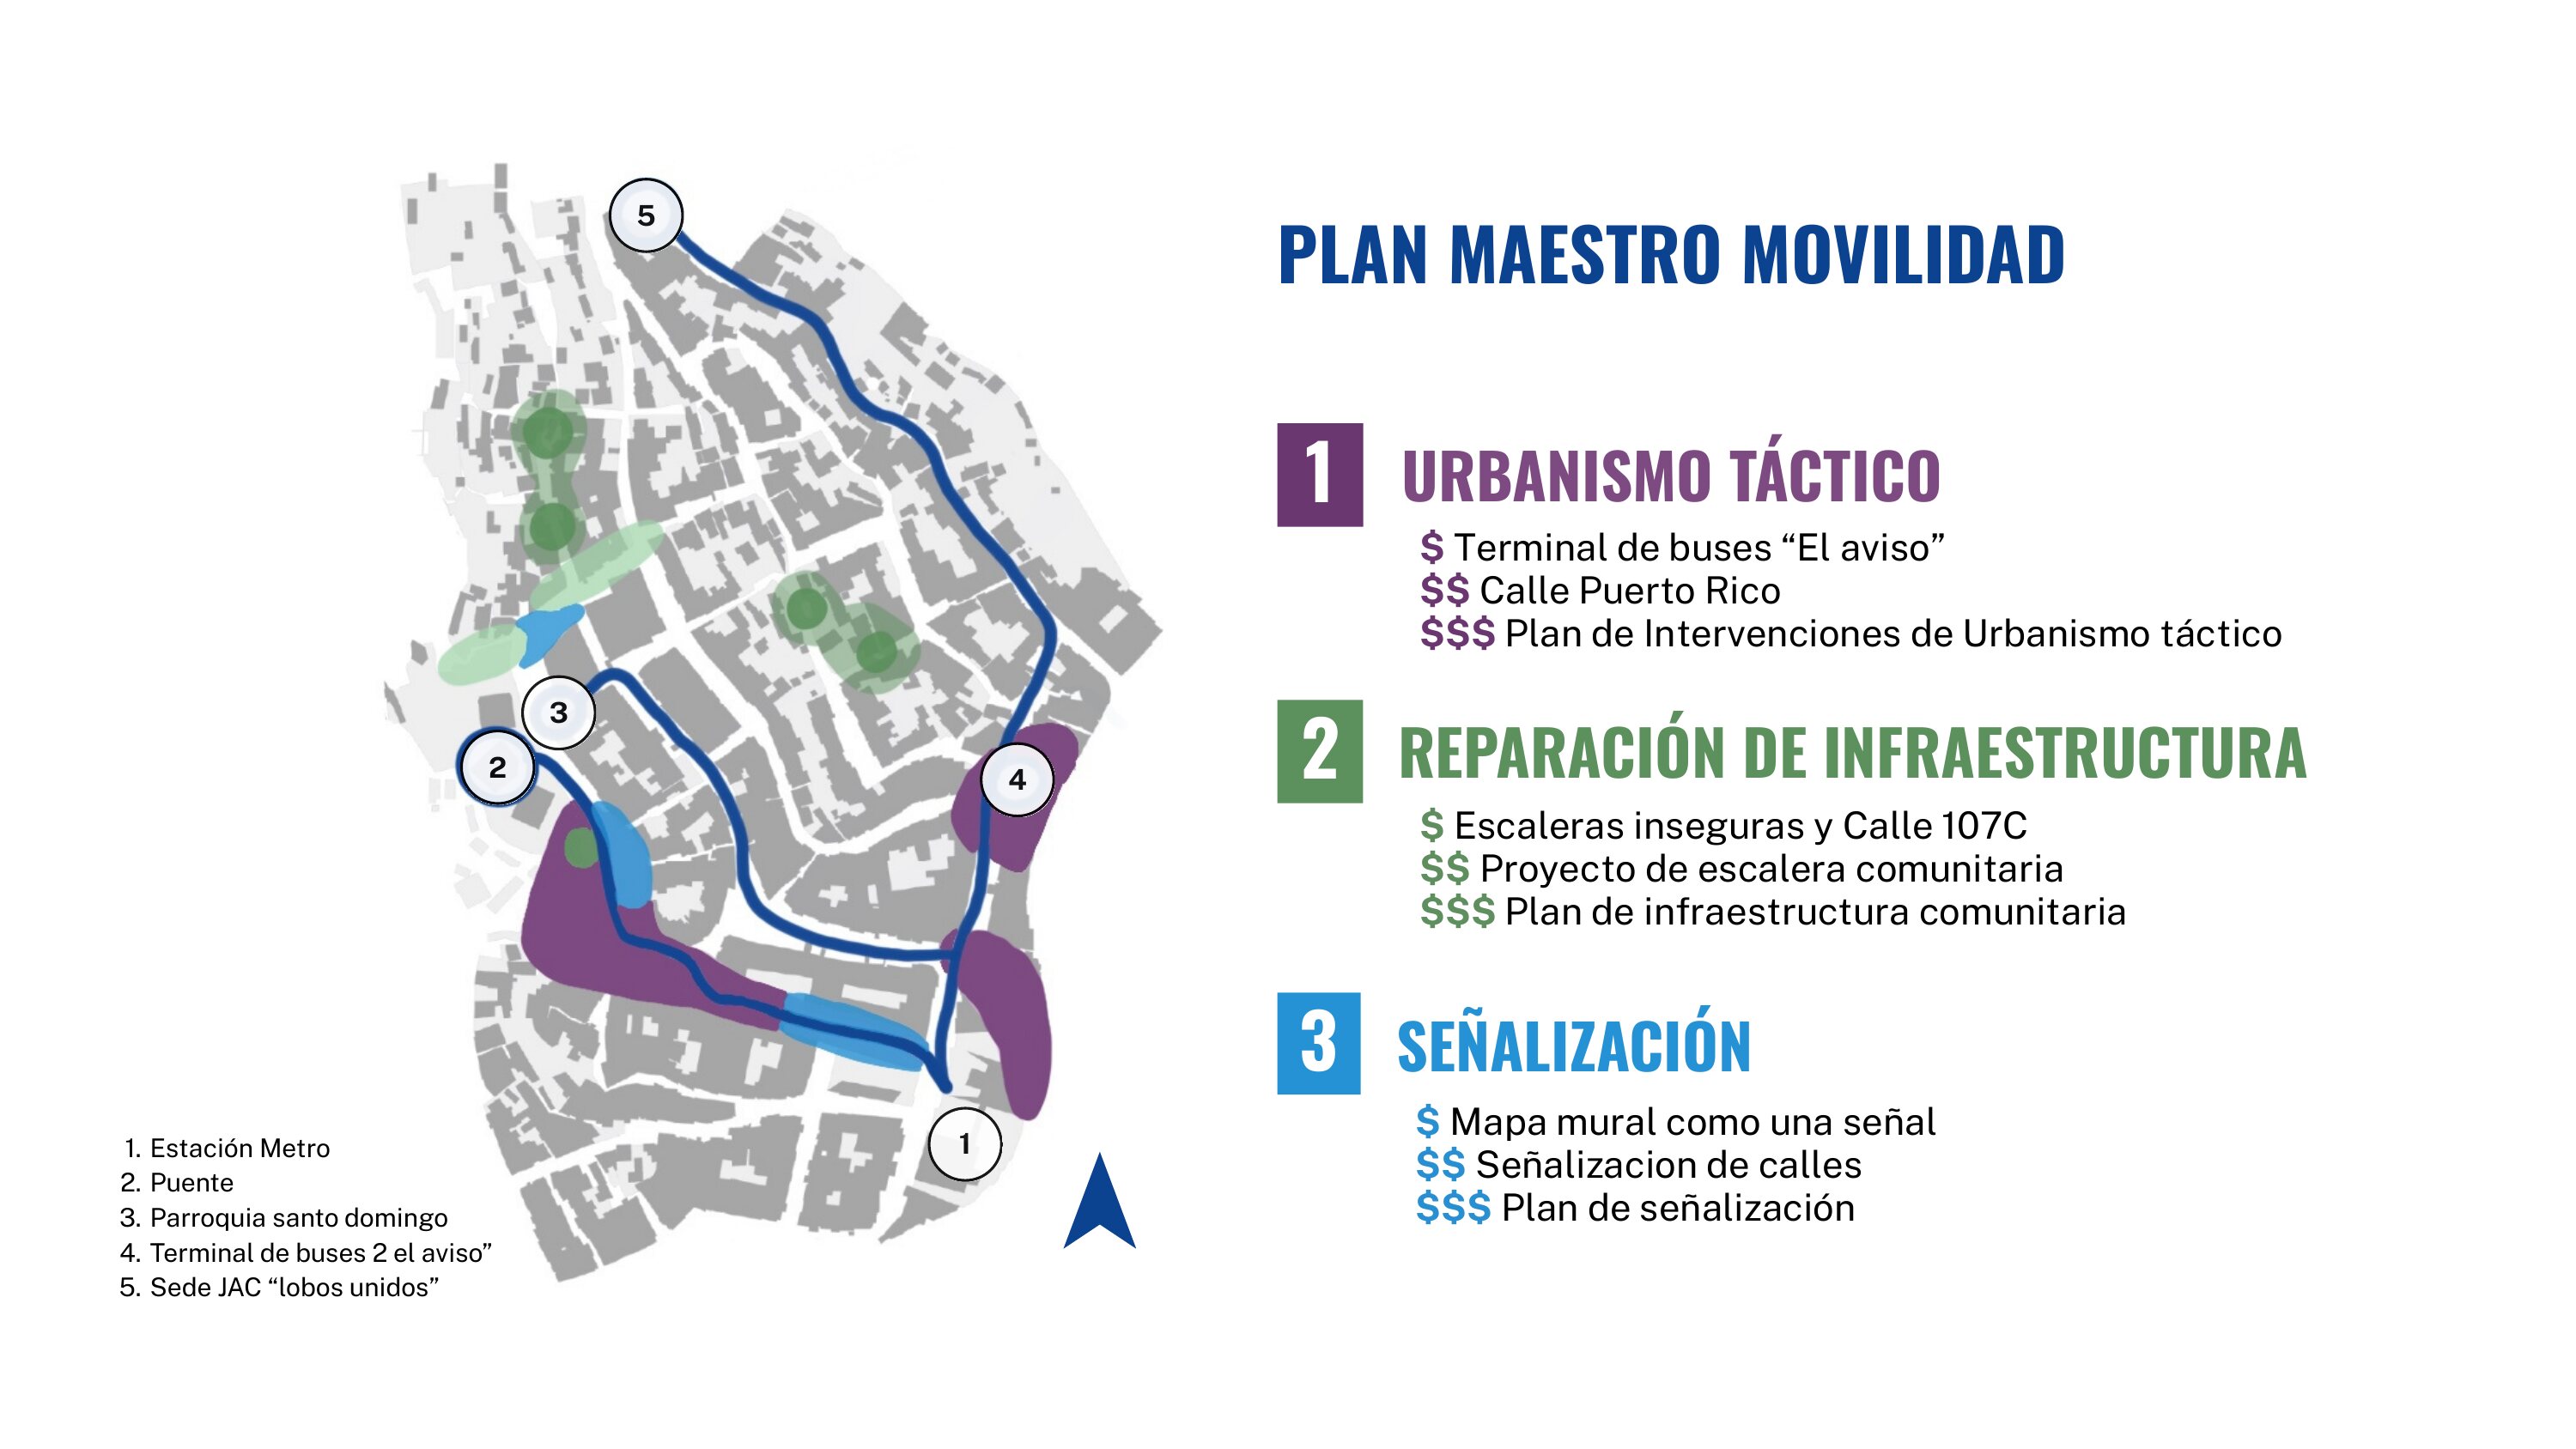 5
3
2
4
1
1. Estación Metro
2. Puente
3. Parroquia santo domingo
4. Terminal de buses 2 el aviso”
5. Sede JAC “lobos unidos”
PLAN MAESTRO MOVILIDAD
1 URBANISMO TÁCTICO
$ Terminal de buses “El aviso”
$$ Calle Puerto Rico
$$$ Plan de Intervenciones de Urbanismo táctico
2 REPARACIÓN DE INFRAESTRUCTURA
$ Escaleras inseguras y Calle 107C
$$ Proyecto de escalera comunitaria
$$$ Plan de infraestructura comunitaria
3 SEÑALIZACIÓN
$ Mapa mural como una señal
$$ Señalizacion de calles
$$$ Plan de señalización